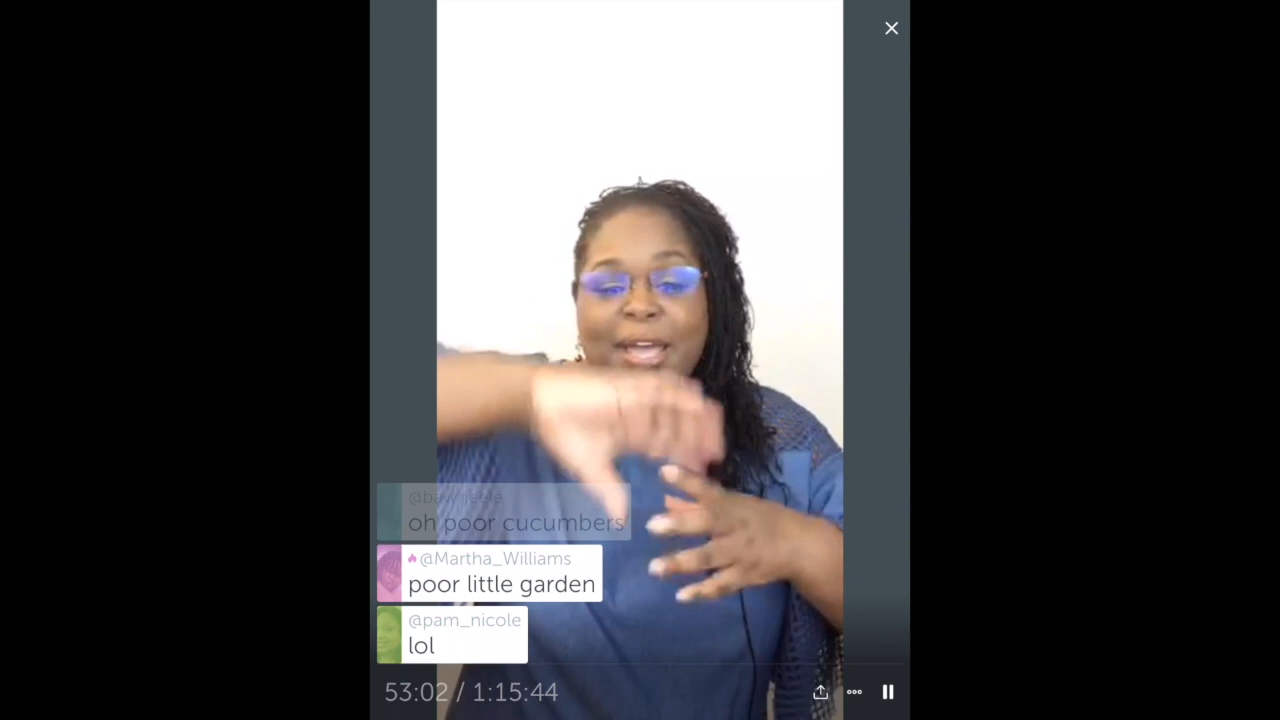 oh poor cucumbers
@Martha_Williams
poor little garden
@pam_nicole
lol
53:02 / 1:15:44